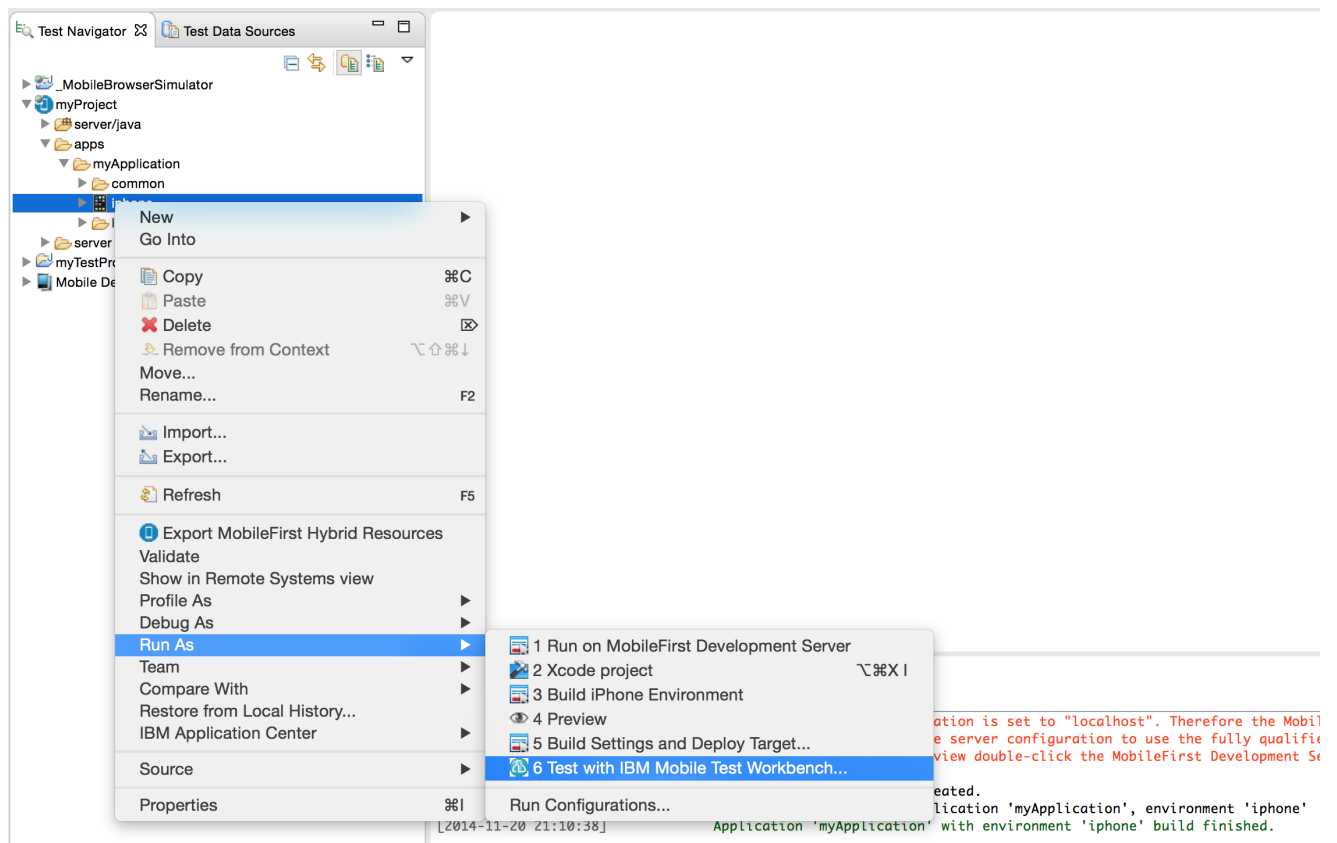 Test Navigator
Test Data Sources
_MobileBrowserSimulator
myProject
server/java
apps
myApplication
common
server
myTestPro
Mobile De
New
Go Into
Copy ⌘C
Paste ⌘V
Delete ⌦
Remove from Context ⌥⇧⌘↓
Move...
Rename... F2
Import...
Export...
Refresh F5
Export MobileFirst Hybrid Resources
Validate
Show in Remote Systems view
Profile As
Debug As
Run As
Team
Compare With
Restore from Local History...
IBM Application Center
Source
Properties ⌘I
1 Run on MobileFirst Development Server
2 Xcode project ⌥⌘X I
3 Build iPhone Environment
4 Preview
5 Build Settings and Deploy Target...
6 Test with IBM Mobile Test Workbench...
Run Configurations...
ation is set to "localhost". Therefore the Mobil
e server configuration to use the fully qualifie
view double-click the MobileFirst Development Se
eated.
lication 'myApplication', environment 'iphone'
[2014-11-20 21:10:38] Application 'myApplication' with environment 'iphone' build finished.